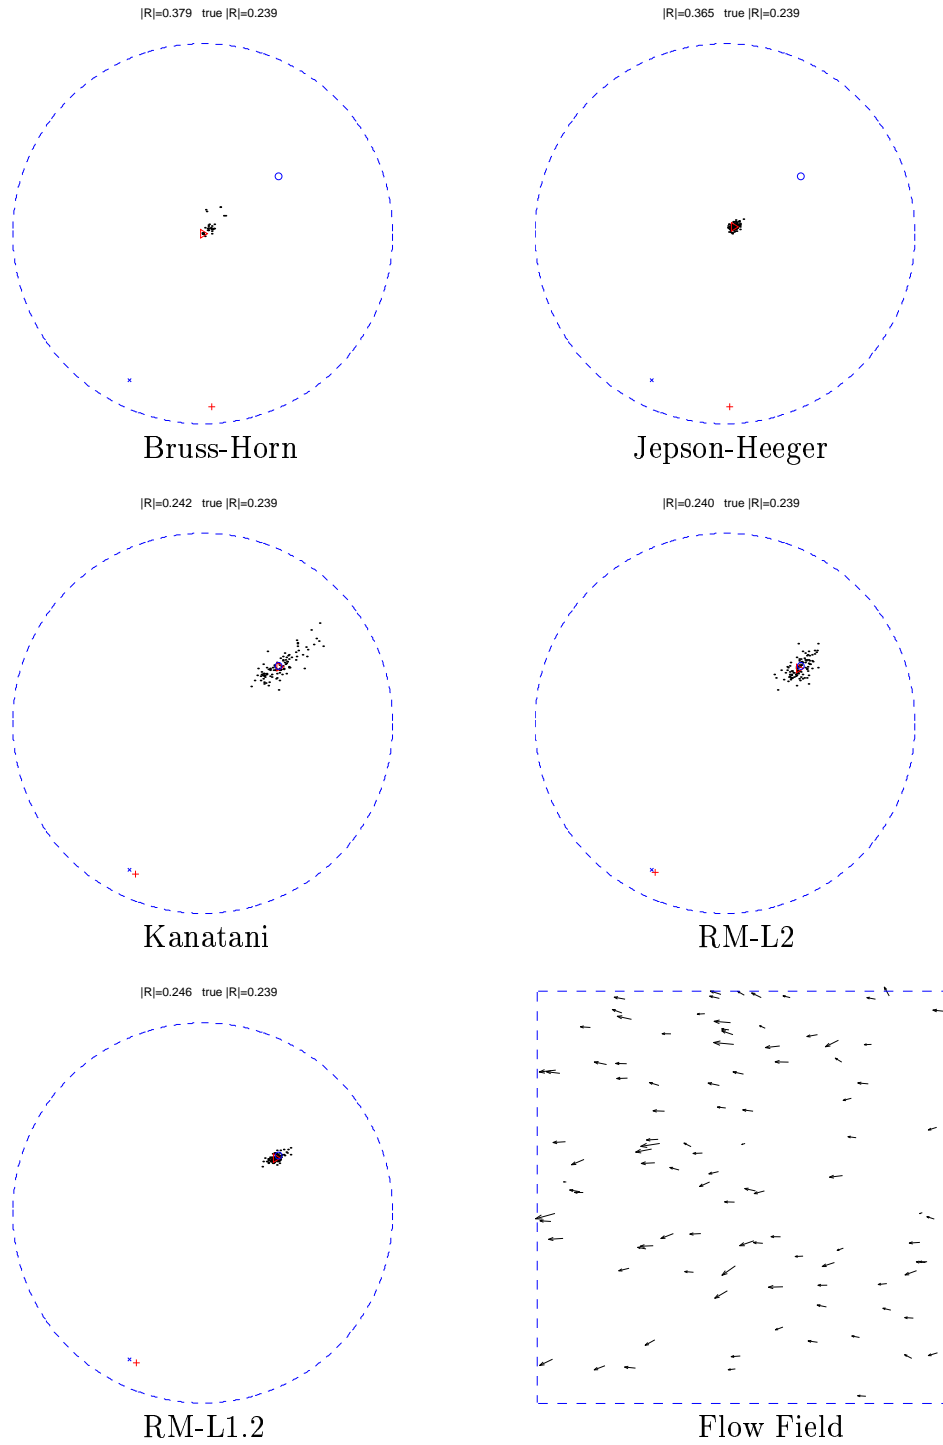 |R|=0.379 true |R|=0.239
|R|=0.365 true |R|=0.239
Bruss-Horn
Jepson-Heeger
|R|=0.242 true |R|=0.239
|R|=0.240 true |R|=0.239
Kanatani
RM-L2
|R|=0.246 true |R|=0.239
RM-L1.2
Flow Field